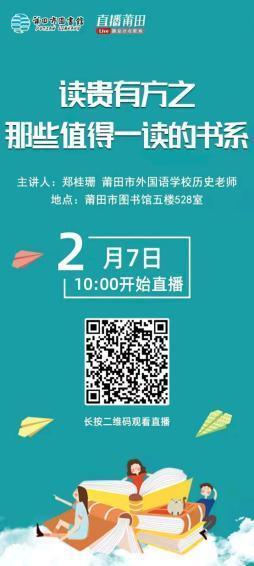 莆田市图书馆
Putian Library
直播莆田
Live
读贵有方之
那些值得一读的书系
主讲人：郑桂珊 莆田市外国语学校历史老师
地点：莆田市图书馆五楼528室
2月7日
10:00开始直播
长按二维码观看直播